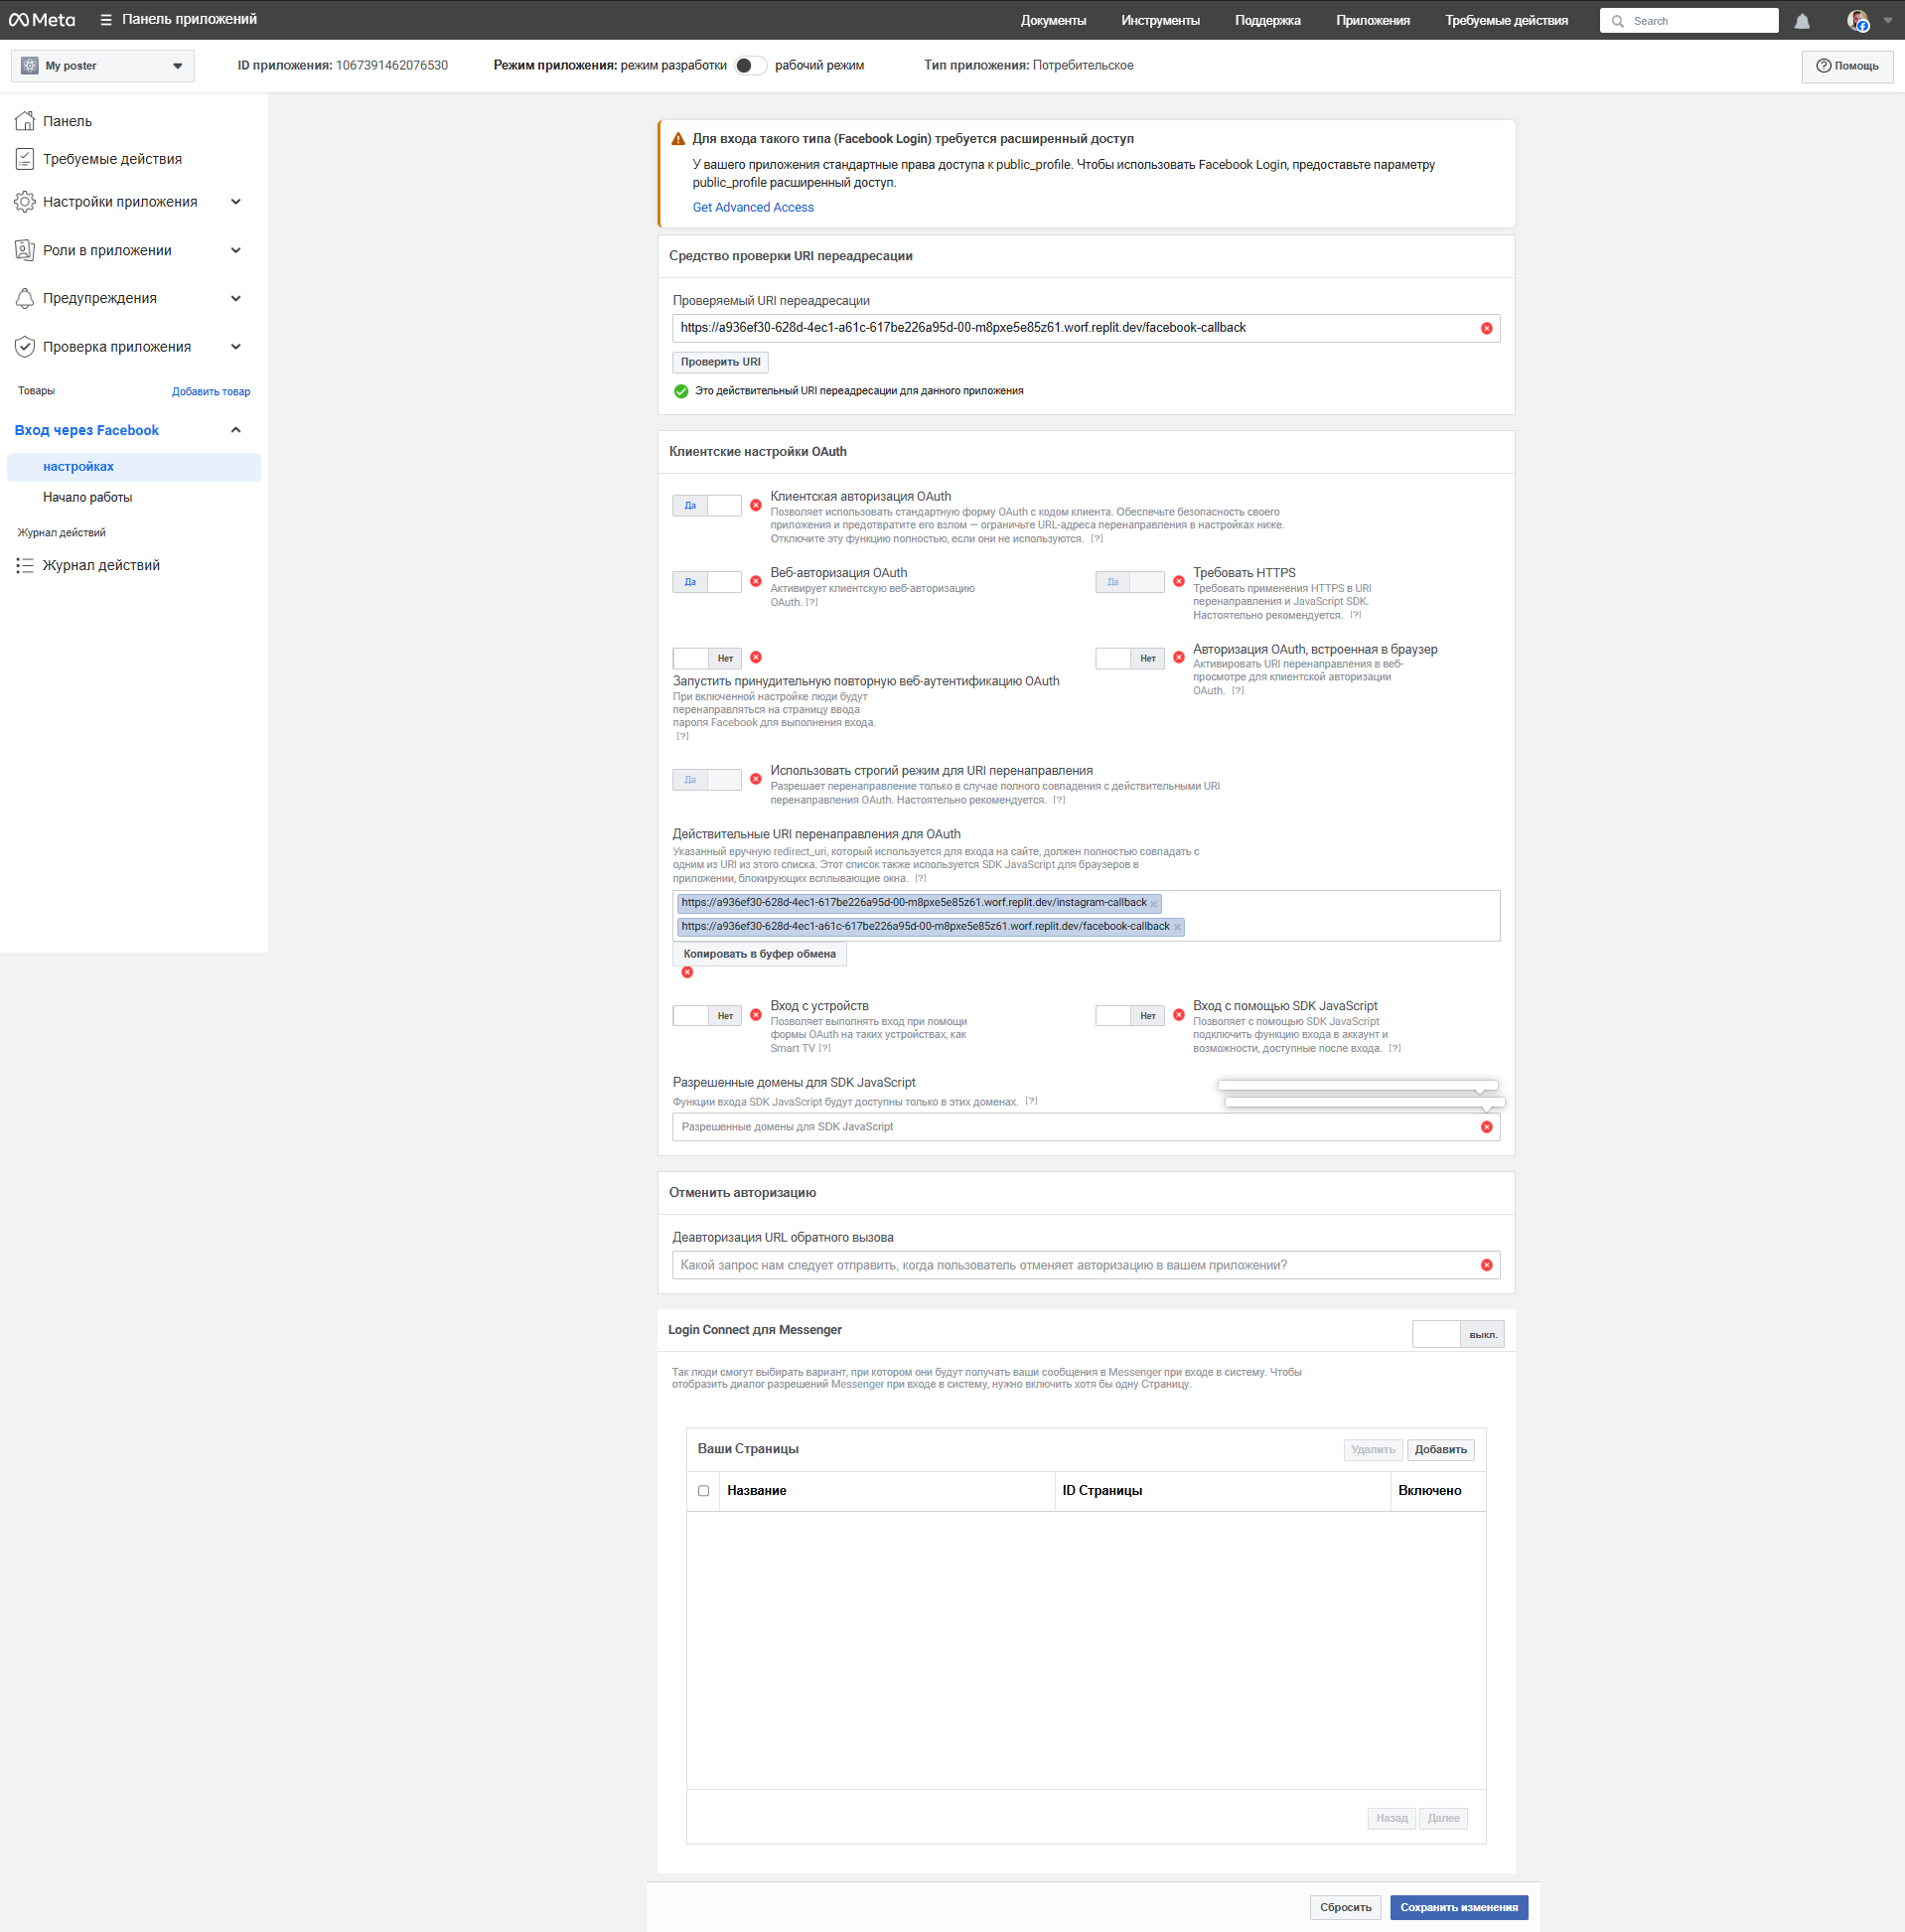 Meta
Панель приложений
Документы
Инструменты
Поддержка
Приложения
Требуемые действия
Search
My poster
ID приложения: 1067391462076530
Режим приложения: режим разработки
рабочий режим
Тип приложения: Потребительское
Помощь
Панель
Требуемые действия
Настройки приложения
Роли в приложении
Предупреждения
Проверка приложения
Товары
Добавить товар
Вход через Facebook
настройках
Начало работы
Журнал действий
Журнал действий
Для входа такого типа (Facebook Login) требуется расширенный доступ
У вашего приложения стандартные права доступа к public_profile. Чтобы использовать Facebook Login, предоставьте параметру
public_profile расширенный доступ.
Get Advanced Access
Средство проверки URI переадресации
Проверяемый URI переадресации
https://a936ef30-628d-4ec1-a61c-617be226a95d-00-m8pxe5e85z61.worf.replit.dev/facebook-callback
Проверить URI
Это действительный URI переадресации для данного приложения
Клиентские настройки OAuth
Да
Клиентская авторизация OAuth
Позволяет использовать стандартную форму OAuth с кодом клиента. Обеспечьте безопасность своего
приложения и предотвратите его взлом — ограничьте URL-адреса перенаправления в настройках ниже.
Отключите эту функцию полностью, если они не используются. [?]
Да
Веб-авторизация OAuth
Активирует клиентскую веб-авторизацию
OAuth. [?]
Да
Требовать HTTPS
Требовать применения HTTPS в URI
перенаправления и JavaScript SDK.
Настоятельно рекомендуется. [?]
Нет
Запустить принудительную повторную веб-аутентификацию OAuth
При включенной настройке люди будут
перенаправляться на страницу ввода
пароля Facebook для выполнения входа.
[?]
Нет
Авторизация OAuth, встроенная в браузер
Активировать URI перенаправления в веб-
просмотре для клиентской авторизации
OAuth. [?]
Да
Использовать строгий режим для URI перенаправления
Разрешает перенаправление только в случае полного совпадения с действительными URI
перенаправления OAuth. Настоятельно рекомендуется. [?]
Действительные URI перенаправления для OAuth
Указанный вручную redirect_uri, который используется для входа на сайте, должен полностью совпадать с
одним из URI из этого списка. Этот список также используется SDK JavaScript для браузеров в
приложении, блокирующих всплывающие окна. [?]
https://a936ef30-628d-4ec1-617be226a95d-00-m8pxe5e85z61.worf.replit.dev/instagram-callback
https://a936ef30-628d-4ec1-a61c-617be226a95d-00-m8pxe5e85z61.worf.replit.dev/facebook-callback
Копировать в буфер обмена
Нет
Вход с устройств
Позволяет выполнять вход при помощи
формы OAuth на таких устройствах, как
Smart TV [?]
Нет
Вход с помощью SDK JavaScript
Позволяет с помощью SDK JavaScript
подключить функцию входа в аккаунт и
возможности, доступные после входа. [?]
Разрешенные домены для SDK JavaScript
Функции входа SDK JavaScript будут доступны только в этих доменах. [?]
Разрешенные домены для SDK JavaScript
Отменить авторизацию
Деавторизация URL обратного вызова
Какой запрос нам следует отправить, когда пользователь отменяет авторизацию в вашем приложении?
Login Connect для Messenger
выкл.
Так люди смогут выбирать вариант, при котором они будут получать ваши сообщения в Messenger при входе в систему. Чтобы
отобразить диалог разрешений Messenger при входе в систему, нужно включить хотя бы одну Страницу.
Ваши Страницы
Удалить
Добавить
Название
ID Страницы
Включено
Назад
Далее
Сбросить
Сохранить изменения